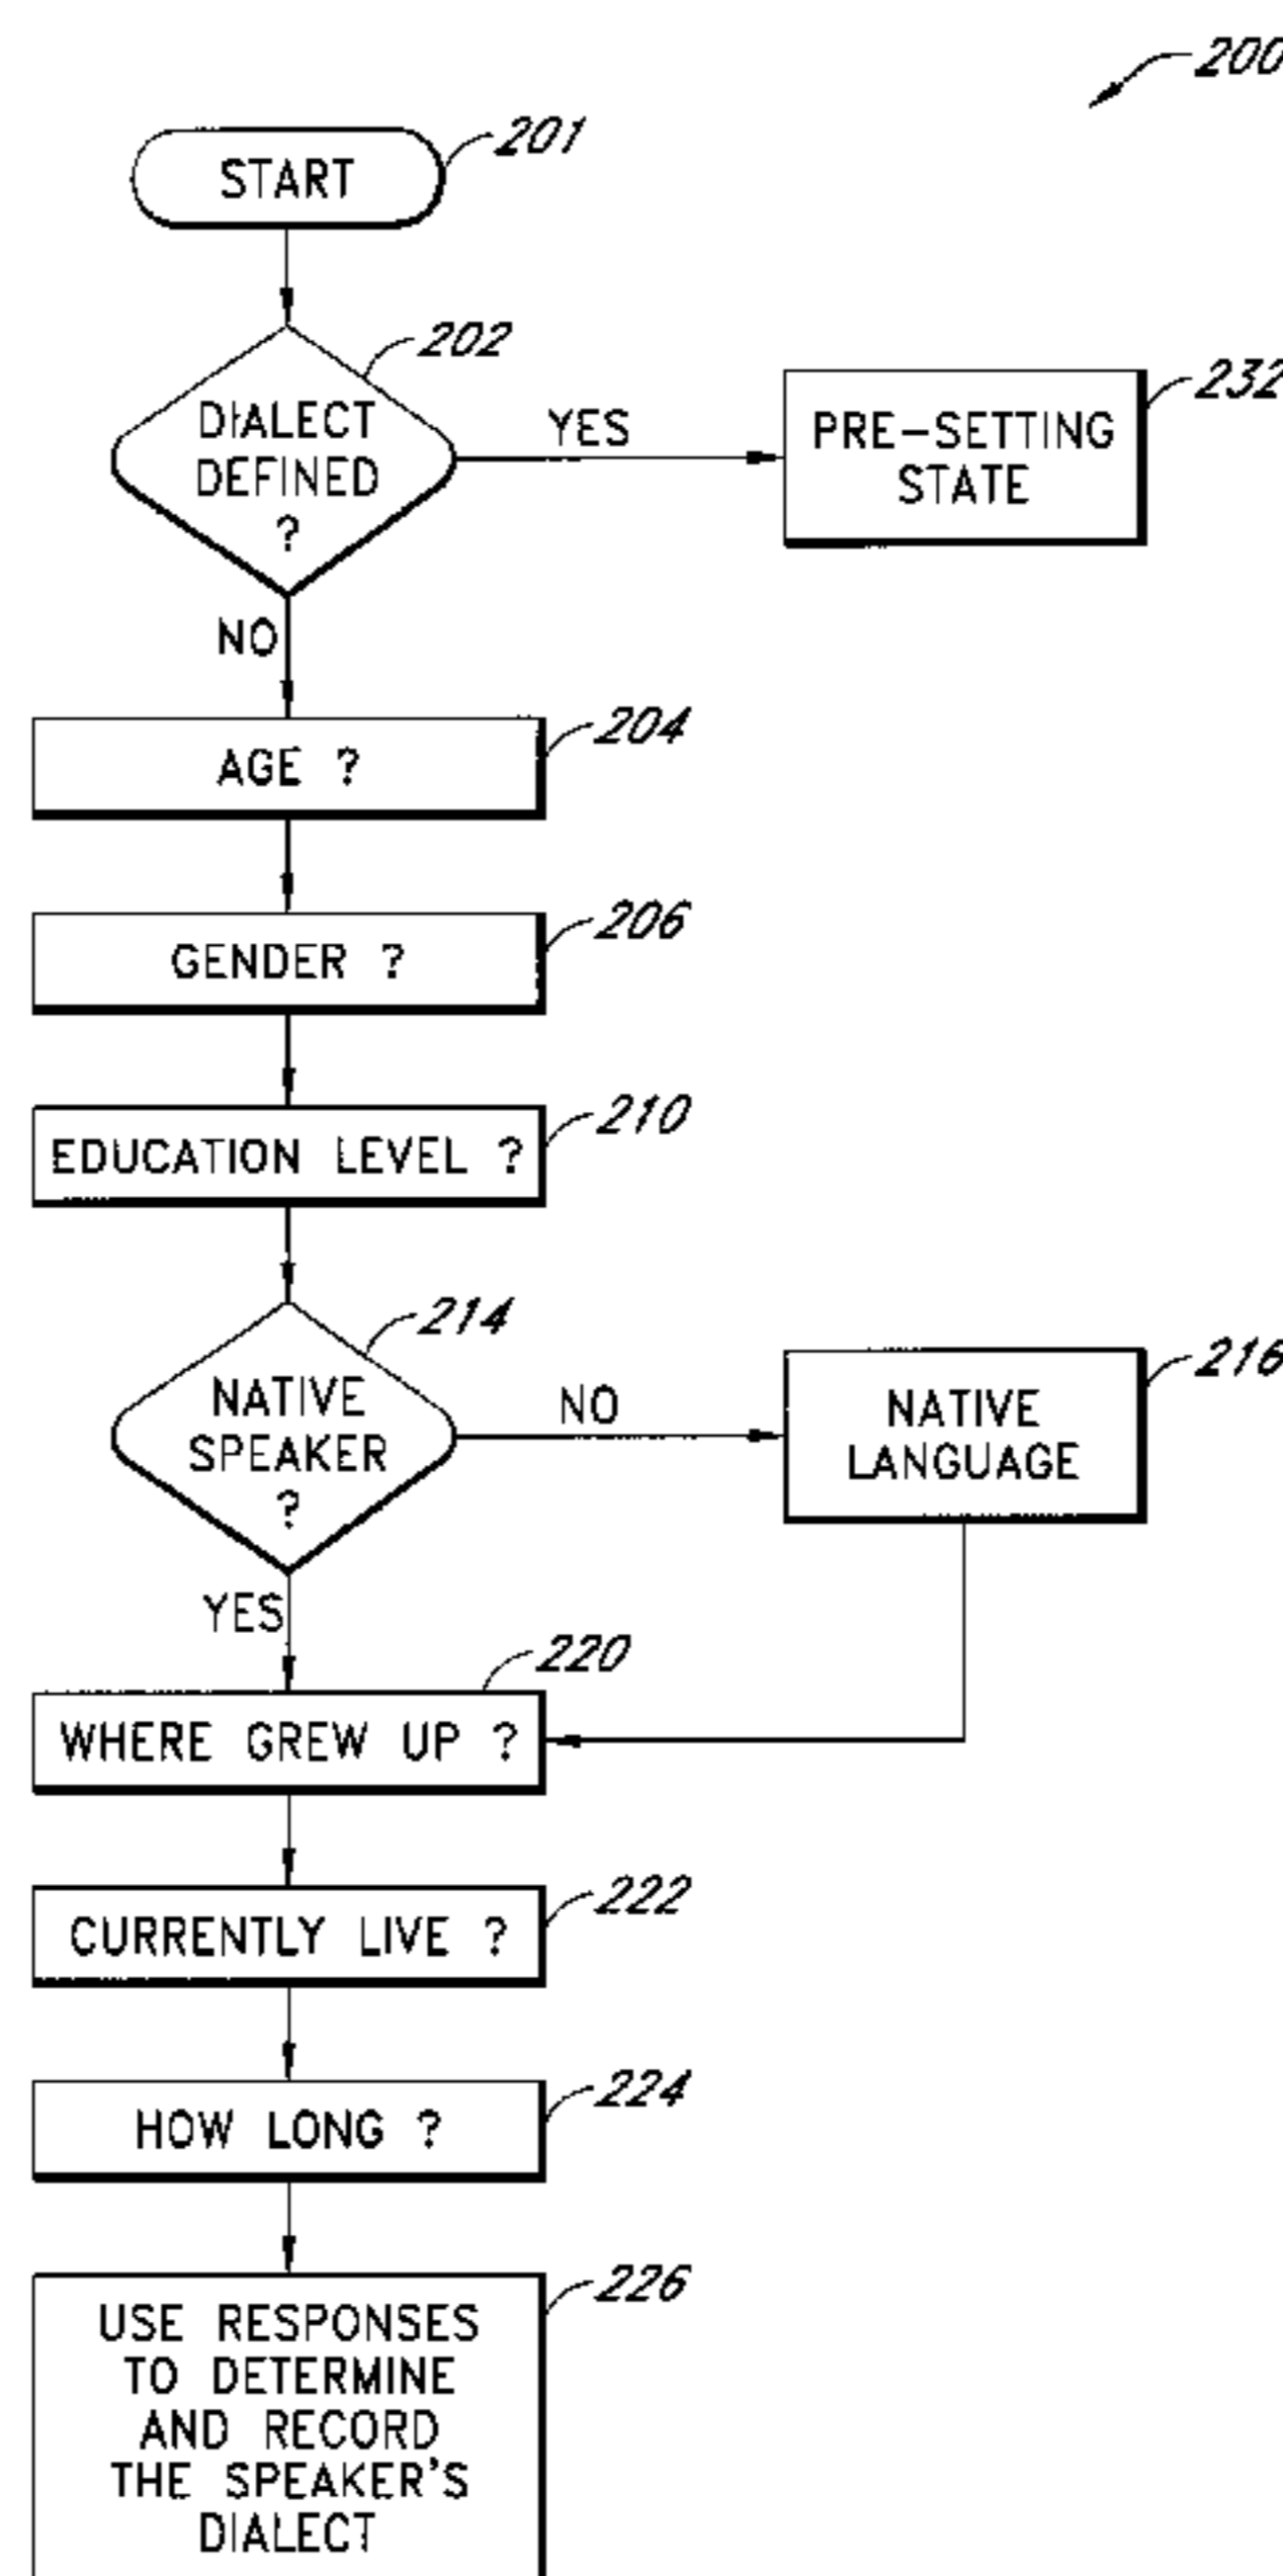 200
START
201
DIALECT
DEFINED
?
202
YES
PRE-SETTING
STATE
232
NO
AGE ?
204
GENDER ?
206
EDUCATION LEVEL ?
210
NATIVE
SPEAKER
?
214
NO
NATIVE
LANGUAGE
216
YES
WHERE GREW UP ?
220
CURRENTLY LIVE ?
222
HOW LONG ?
224
USE RESPONSES
TO DETERMINE
AND RECORD
THE SPEAKER'S
DIALECT
226